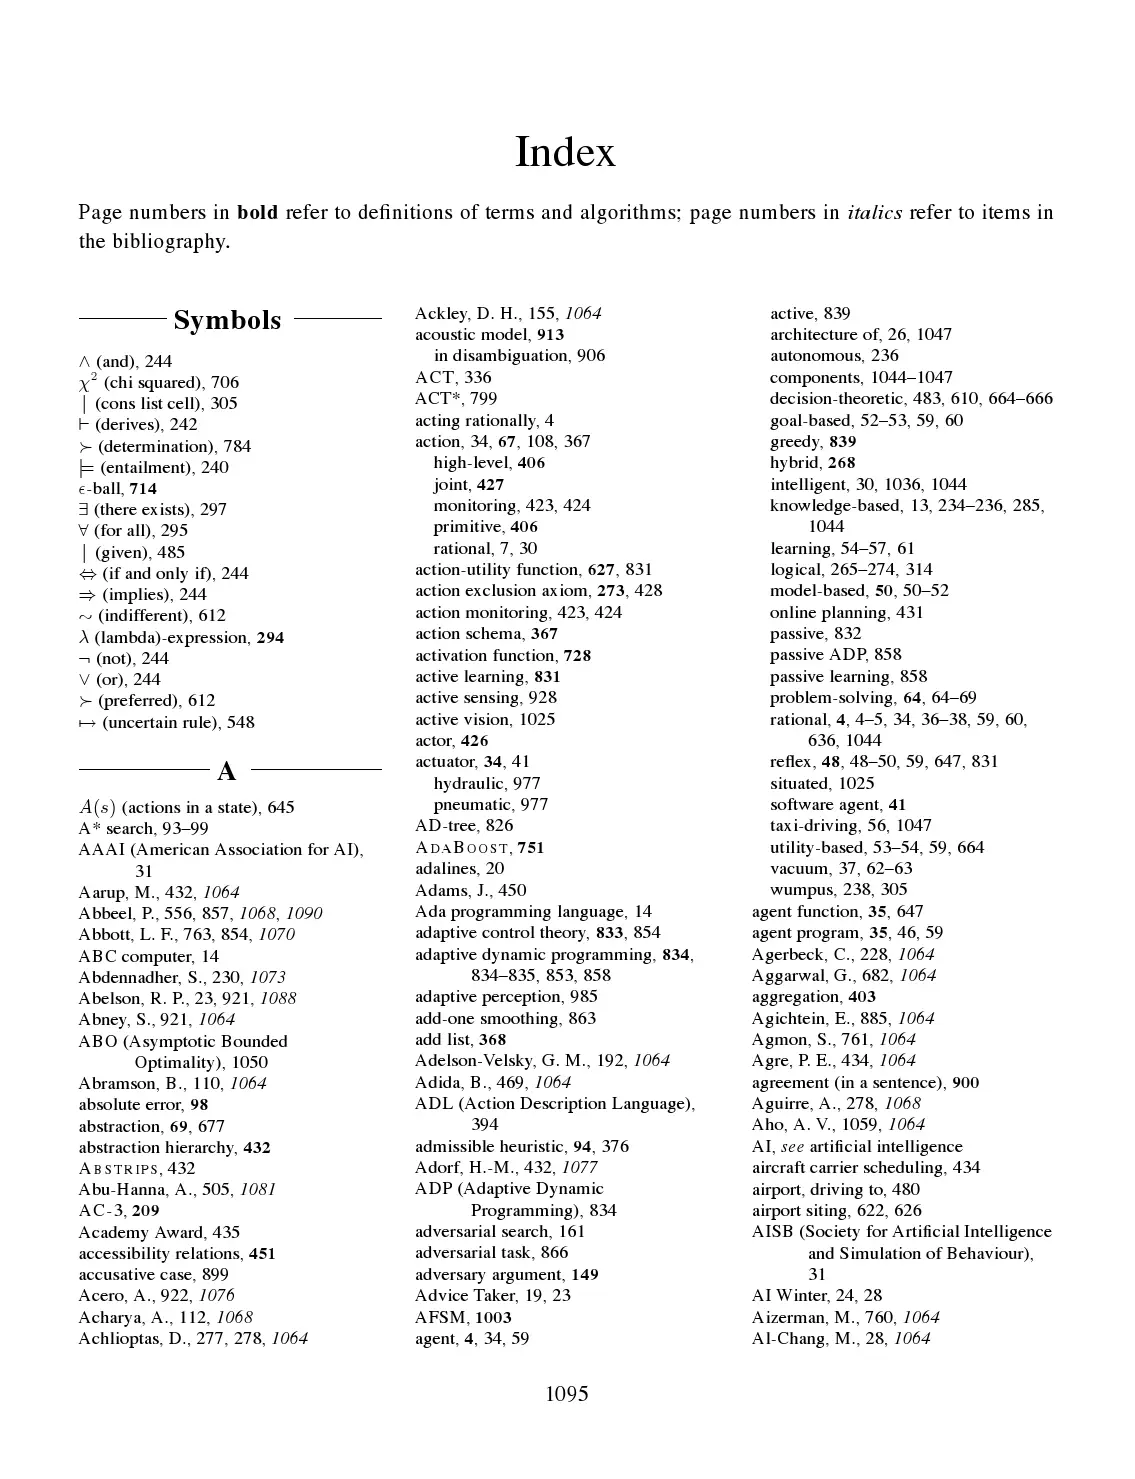 Index
Page numbers in bold refer to definitions of terms and algorithms; page numbers in italics refer to items in
the bibliography.
Symbols
∧ (and), 244
χ² (chi squared), 706
| (cons list cell), 305
⊢ (derives), 242
≻ (determination), 784
⊨ (entailment), 240
ϵ-ball, 714
∃ (there exists), 297
∀ (for all), 295
| (given), 485
⇔ (if and only if), 244
⇒ (implies), 244
∼ (indifferent), 612
λ (lambda)-expression, 294
¬ (not), 244
∨ (or), 244
≻ (preferred), 612
↦ (uncertain rule), 548
A
A(s) (actions in a state), 645
A* search, 93–99
AAAI (American Association for AI),
31
Aarup, M., 432, 1064
Abbeel, P., 556, 857, 1068, 1090
Abbott, L. F., 763, 854, 1070
ABC computer, 14
Abdennadher, S., 230, 1073
Abelson, R. P., 23, 921, 1088
Abney, S., 921, 1064
ABO (Asymptotic Bounded
Optimality), 1050
Abramson, B., 110, 1064
absolute error, 98
abstraction, 69, 677
abstraction hierarchy, 432
ABSTRIPS, 432
Abu-Hanna, A., 505, 1081
AC-3, 209
Academy Award, 435
accessibility relations, 451
accusative case, 899
Acero, A., 922, 1076
Acharya, A., 112, 1068
Achlioptas, D., 277, 278, 1064
Ackley, D. H., 155, 1064
acoustic model, 913
in disambiguation, 906
ACT, 336
ACT*, 799
acting rationally, 4
action, 34, 67, 108, 367
high-level, 406
joint, 427
monitoring, 423, 424
primitive, 406
rational, 7, 30
action-utility function, 627, 831
action exclusion axiom, 273, 428
action monitoring, 423, 424
action schema, 367
activation function, 728
active learning, 831
active sensing, 928
active vision, 1025
actor, 426
actuator, 34, 41
hydraulic, 977
pneumatic, 977
AD-tree, 826
ADABOOST, 751
adalines, 20
Adams, J., 450
Ada programming language, 14
adaptive control theory, 833, 854
adaptive dynamic programming, 834,
834–835, 853, 858
adaptive perception, 985
add-one smoothing, 863
add list, 368
Adelson-Velsky, G. M., 192, 1064
Adida, B., 469, 1064
ADL (Action Description Language),
394
admissible heuristic, 94, 376
Adorf, H.-M., 432, 1077
ADP (Adaptive Dynamic
Programming), 834
adversarial search, 161
adversarial task, 866
adversary argument, 149
Advice Taker, 19, 23
AFSM, 1003
agent, 4, 34, 59
active, 839
architecture of, 26, 1047
autonomous, 236
components, 1044–1047
decision-theoretic, 483, 610, 664–666
goal-based, 52–53, 59, 60
greedy, 839
hybrid, 268
intelligent, 30, 1036, 1044
knowledge-based, 13, 234–236, 285,
1044
learning, 54–57, 61
logical, 265–274, 314
model-based, 50, 50–52
online planning, 431
passive, 832
passive ADP, 858
passive learning, 858
problem-solving, 64, 64–69
rational, 4, 4–5, 34, 36–38, 59, 60,
636, 1044
reflex, 48, 48–50, 59, 647, 831
situated, 1025
software agent, 41
taxi-driving, 56, 1047
utility-based, 53–54, 59, 664
vacuum, 37, 62–63
wumpus, 238, 305
agent function, 35, 647
agent program, 35, 46, 59
Agerbeck, C., 228, 1064
Aggarwal, G., 682, 1064
aggregation, 403
Agichtein, E., 885, 1064
Agmon, S., 761, 1064
Agre, P. E., 434, 1064
agreement (in a sentence), 900
Aguirre, A., 278, 1068
Aho, A. V., 1059, 1064
AI, see artificial intelligence
aircraft carrier scheduling, 434
airport, driving to, 480
airport siting, 622, 626
AISB (Society for Artificial Intelligence
and Simulation of Behaviour),
31
AI Winter, 24, 28
Aizerman, M., 760, 1064
Al-Chang, M., 28, 1064
1095